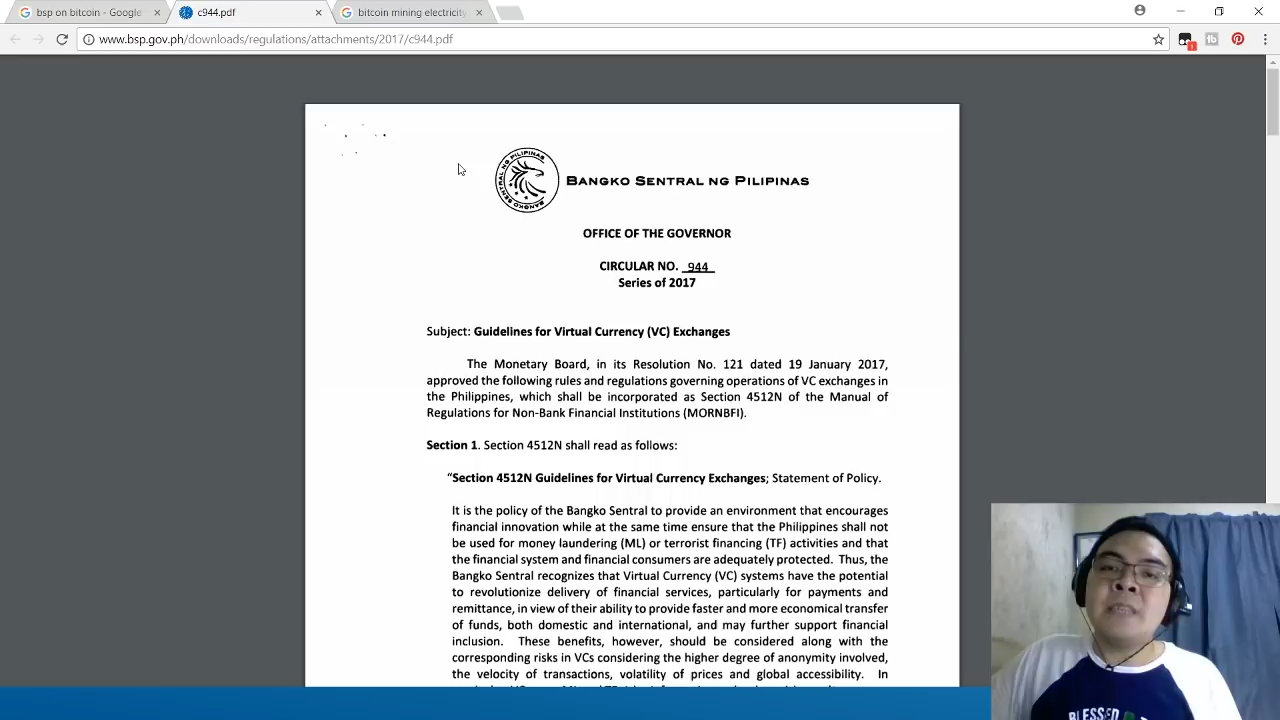 bsp on bitcoin - Google
c944.pdf
bitcoin mining electricity
www.bsp.gov.ph/downloads/regulations/attachments/2017/c944.pdf
BANGKO SENTRAL NG PILIPINAS
BANGKO SENTRAL NG PILIPINAS
OFFICE OF THE GOVERNOR
CIRCULAR NO. 944
Series of 2017
Subject: Guidelines for Virtual Currency (VC) Exchanges
The Monetary Board, in its Resolution No. 121 dated 19 January 2017,
approved the following rules and regulations governing operations of VC exchanges in
the Philippines, which shall be incorporated as Section 4512N of the Manual of
Regulations for Non-Bank Financial Institutions (MORNBFI).
Section 1. Section 4512N shall read as follows:
“Section 4512N Guidelines for Virtual Currency Exchanges; Statement of Policy.
It is the policy of the Bangko Sentral to provide an environment that encourages
financial innovation while at the same time ensure that the Philippines shall not
be used for money laundering (ML) or terrorist financing (TF) activities and that
the financial system and financial consumers are adequately protected. Thus, the
Bangko Sentral recognizes that Virtual Currency (VC) systems have the potential
to revolutionize delivery of financial services, particularly for payments and
remittance, in view of their ability to provide faster and more economical transfer
of funds, both domestic and international, and may further support financial
inclusion. These benefits, however, should be considered along with the
corresponding risks in VCs considering the higher degree of anonymity involved,
the velocity of transactions, volatility of prices and global accessibility. In
BLESSED